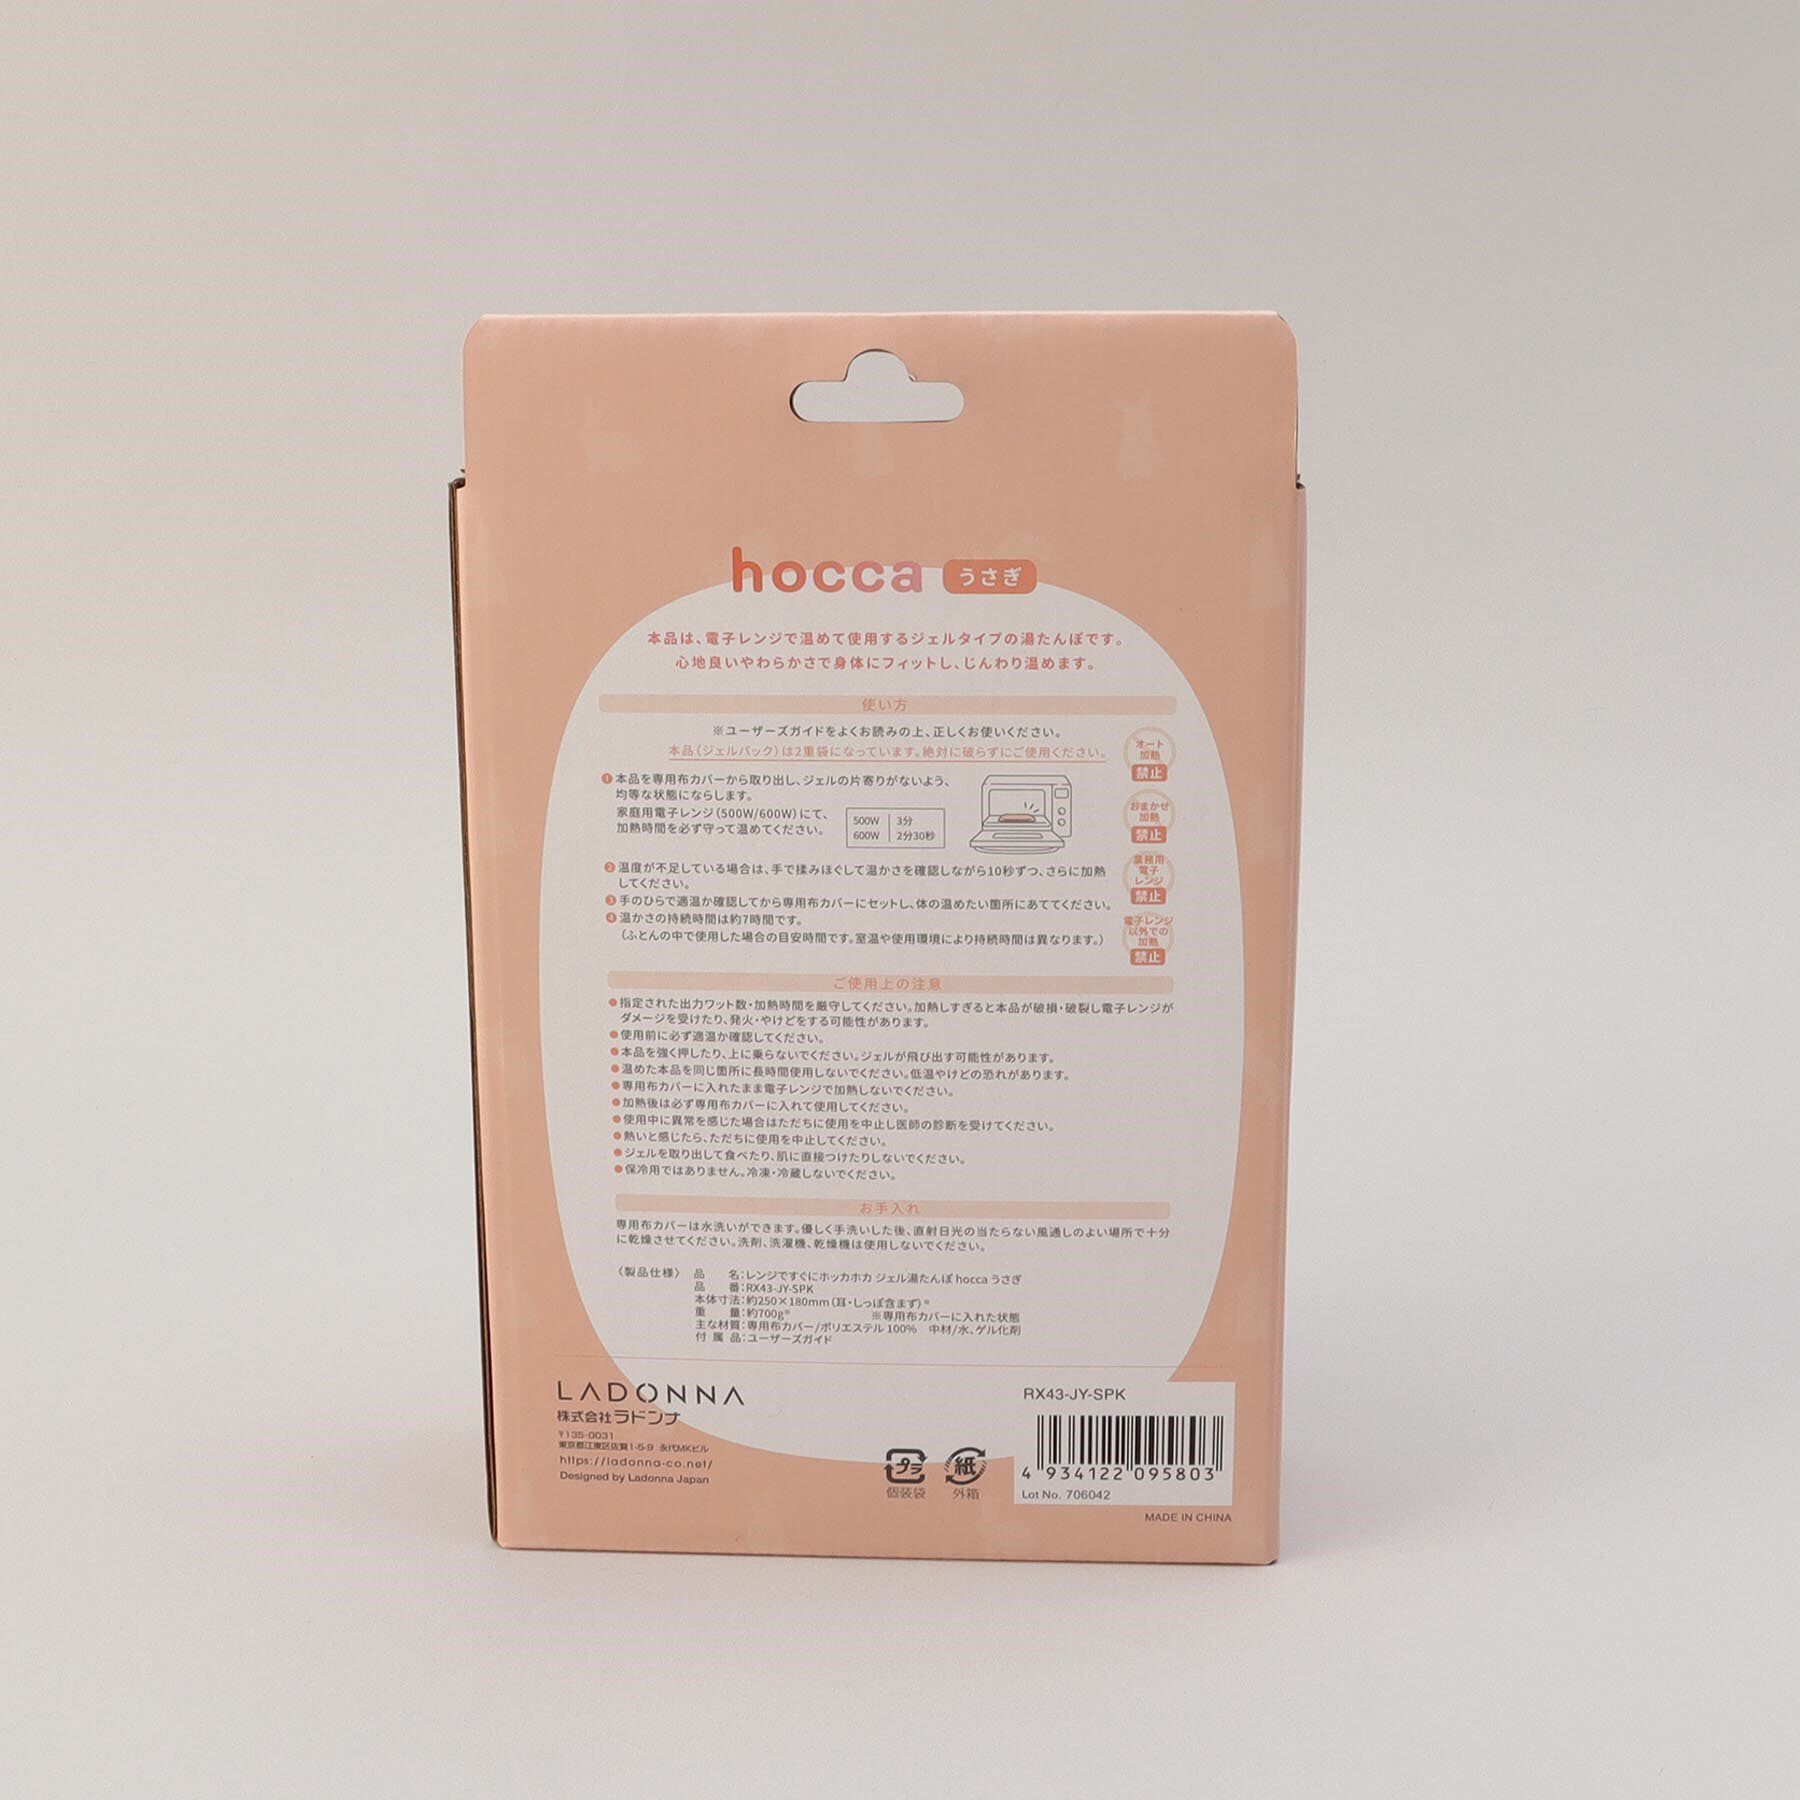 hocca うさぎ
本品は、電子レンジで温めて使用するジェルタイプの湯たんぽです。
心地良いやわらかさで身体にフィットし、じんわり温めます。
使い方
※ユーザーズガイドをよくお読みの上、正しくお使いください。
本品（ジェルパック）は2重袋になっています。絶対に破らずにご使用ください。
❶本品を専用布カバーから取り出し、ジェルの片寄りがないよう、
均等な状態にならします。
家庭用電子レンジ（500W/600W）にて、
加熱時間を必ず守って温めてください。
500W 3分
600W 2分30秒
❷温度が不足している場合は、手で揉みほぐして温かさを確認しながら10秒ずつ、さらに加熱
してください。
❸手のひらで適温か確認してから専用布カバーにセットし、体の温めたい箇所にあててください。
❹温かさの持続時間は約7時間です。
（ふとんの中で使用した場合の目安時間です。室温や使用環境により持続時間は異なります。）
オート
加熱
禁止
おまかせ
加熱
禁止
業務用
電子
レンジ
禁止
電子レンジ
以外での
加熱
禁止
ご使用上の注意
●指定された出力ワット数・加熱時間を厳守してください。加熱しすぎると本品が破損・破裂し電子レンジが
ダメージを受けたり、発火・やけどをする可能性があります。
●使用前に必ず適温か確認してください。
●本品を強く押したり、上に乗らないでください。ジェルが飛び出す可能性があります。
●温めた本品を同じ箇所に長時間使用しないでください。低温やけどの恐れがあります。
●専用布カバーに入れたまま電子レンジで加熱しないでください。
●加熱後は必ず専用布カバーに入れて使用してください。
●使用中に異常を感じた場合はただちに使用を中止し医師の診断を受けてください。
●熱いと感じたら、ただちに使用を中止してください。
●ジェルを取り出して食べたり、肌に直接つけたりしないでください。
●保冷用ではありません。冷凍・冷蔵しないでください。
お手入れ
専用布カバーは水洗いができます。優しく手洗いした後、直射日光の当たらない風通しのよい場所で十分
に乾燥させてください。洗剤、洗濯機、乾燥機は使用しないでください。
〈製品仕様〉 品 名：レンジですぐにホッカホカ ジェル湯たんぽ hocca うさぎ
品 番：RX43-JY-SPK
本体寸法：約250×180mm（耳・しっぽ含まず）※
重 量：約700g※ ※専用布カバーに入れた状態
主な材質：専用布カバー/ポリエステル 100% 中材/水、ゲル化剤
付 属 品：ユーザーズガイド
LADONNA
株式会社ラドンナ
〒135-0031
東京都江東区佐賀1-5-9 永代MKビル
https://ladonna-co.net/
Designed by Ladonna Japan
プラ
個装袋
紙
外箱
RX43-JY-SPK
4 934122 095803
Lot No. 706042
MADE IN CHINA